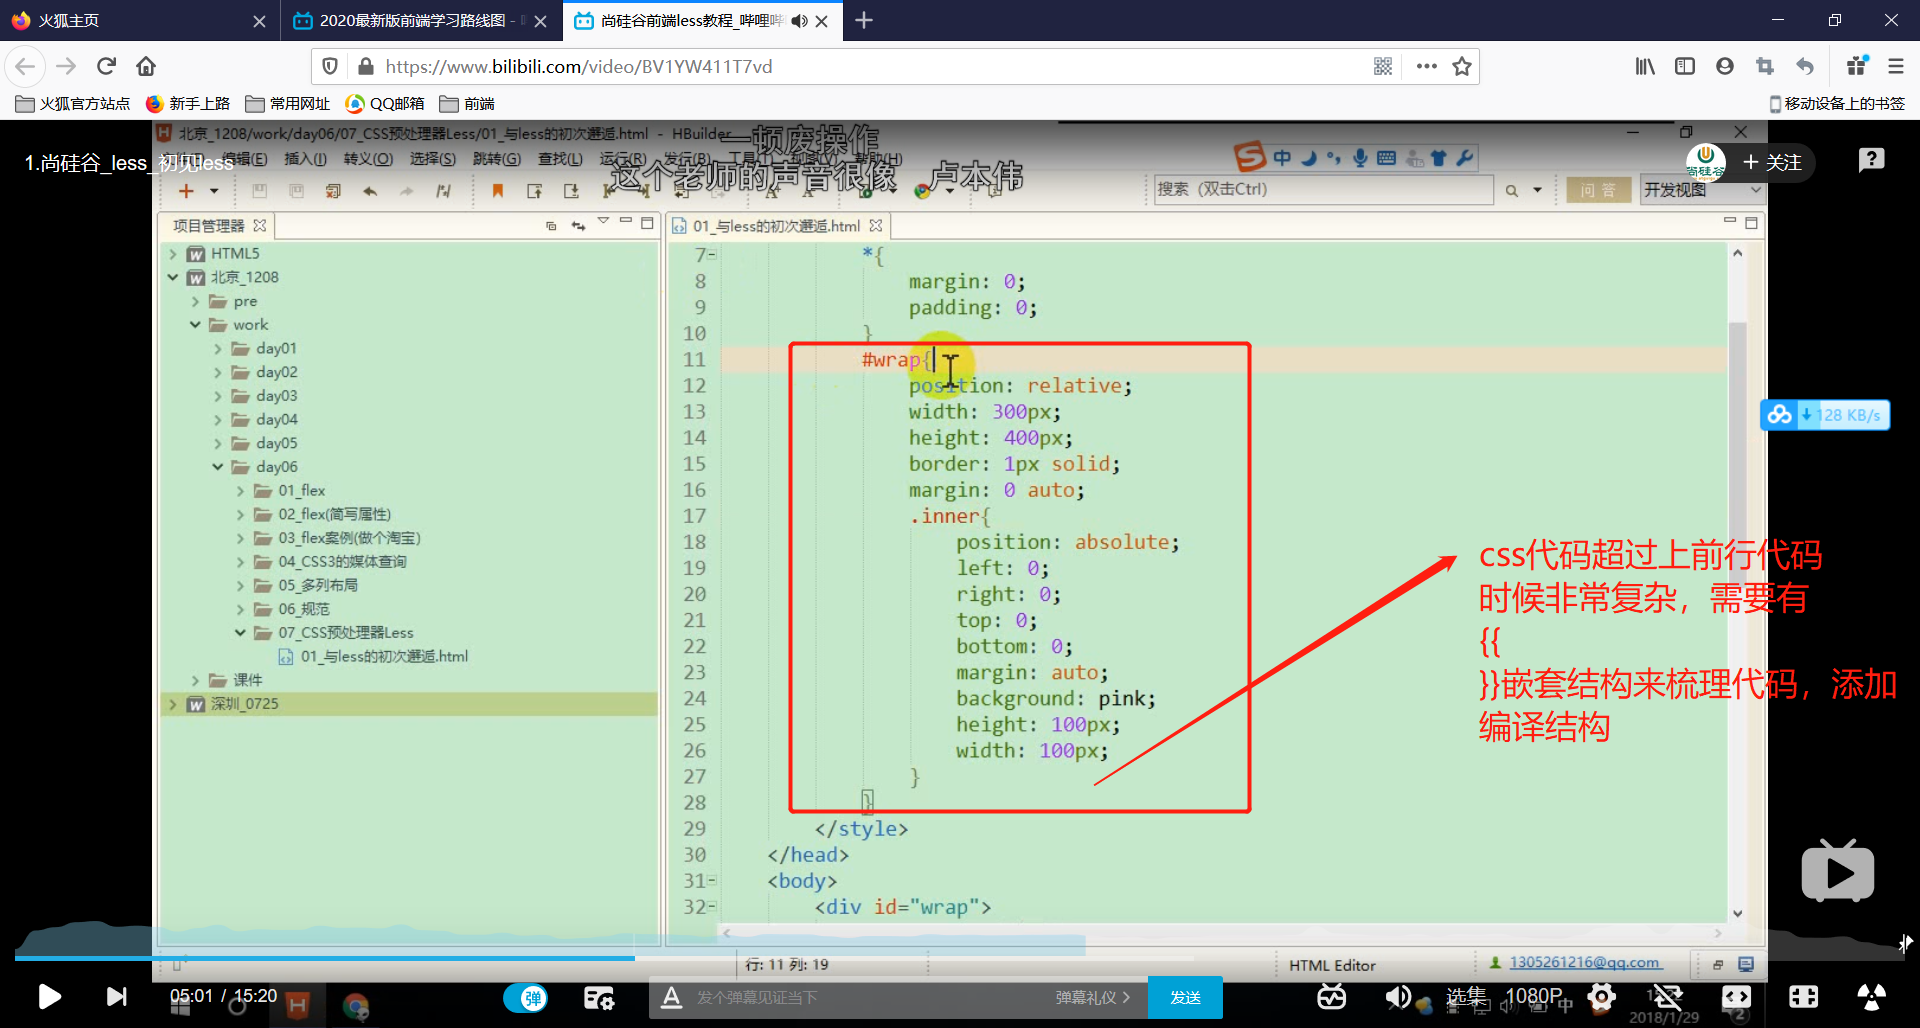 火狐主页
2020最新版前端学习路线图 -
尚硅谷前端less教程_哔哩哔
https://www.bilibili.com/video/BV1YW411T7vd
火狐官方站点
新手上路
常用网址
QQ邮箱
前端
移动设备上的书签
北京_1208/work/day06/07_CSS预处理器Less/01_与less的初次邂逅.html - HBuilder
一顿废操作
1.尚硅谷_less_初见less
编辑(E) 插入(I) 转义(O) 选择(S) 跳转(G) 查找(L) 运行(R)
这个老师的声音很像 卢本伟
中
尚硅谷
+ 关注
搜索 (双击Ctrl)
问 答
开发视图
项目管理器
01_与less的初次邂逅.html
HTML5
北京_1208
pre
work
day01
day02
day03
day04
day05
day06
01_flex
02_flex(简写属性)
03_flex案例(做个淘宝)
04_CSS3的媒体查询
05_多列布局
06_规范
07_CSS预处理器Less
01_与less的初次邂逅.html
课件
深圳_0725
7 *{
8 margin: 0;
9 padding: 0;
10 }
11 #wrap{
12 position: relative;
13 width: 300px;
14 height: 400px;
15 border: 1px solid;
16 margin: 0 auto;
17 .inner{
18 position: absolute;
19 left: 0;
20 right: 0;
21 top: 0;
22 bottom: 0;
23 margin: auto;
24 background: pink;
25 height: 100px;
26 width: 100px;
27 }
28 }
29 </style>
30 </head>
31 <body>
32 <div id="wrap">
128 KB/s
css代码超过上前行代码
时候非常复杂，需要有
{{
}}嵌套结构来梳理代码，添加
编译结构
行: 11 列: 19
HTML Editor
1305261216@qq.com
05:01 / 15:20
弹
发个弹幕见证当下
弹幕礼仪 >
发送
选集
1080P
中
2018/1/29
2